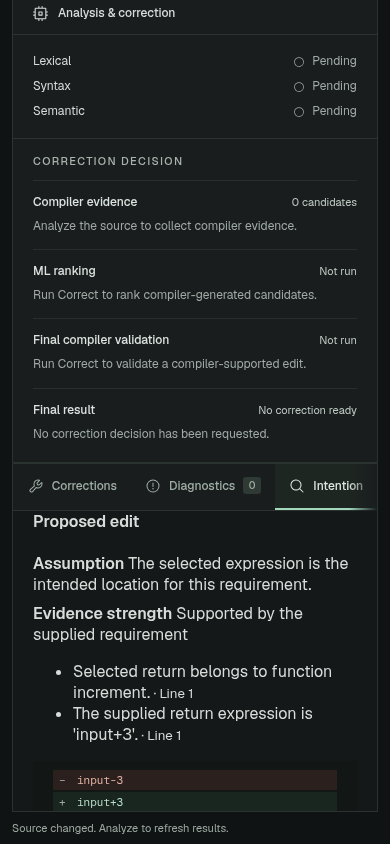 Analysis & correction
Lexical Pending
Syntax Pending
Semantic Pending
CORRECTION DECISION
Compiler evidence 0 candidates
Analyze the source to collect compiler evidence.
ML ranking Not run
Run Correct to rank compiler-generated candidates.
Final compiler validation Not run
Run Correct to validate a compiler-supported edit.
Final result No correction ready
No correction decision has been requested.
Corrections Diagnostics 0 Intention
Proposed edit
Assumption The selected expression is the
intended location for this requirement.
Evidence strength Supported by the
supplied requirement
• Selected return belongs to function
increment. · Line 1
• The supplied return expression is
'input+3'. · Line 1
− input-3
+ input+3
Source changed. Analyze to refresh results.